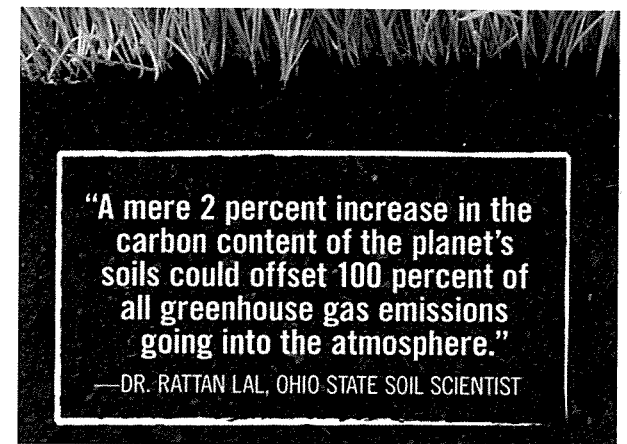 “A mere 2 percent increase in the
carbon content of the planet’s
soils could offset 100 percent of
all greenhouse gas emissions
going into the atmosphere.”
—DR. RATTAN LAL, OHIO STATE SOIL SCIENTIST